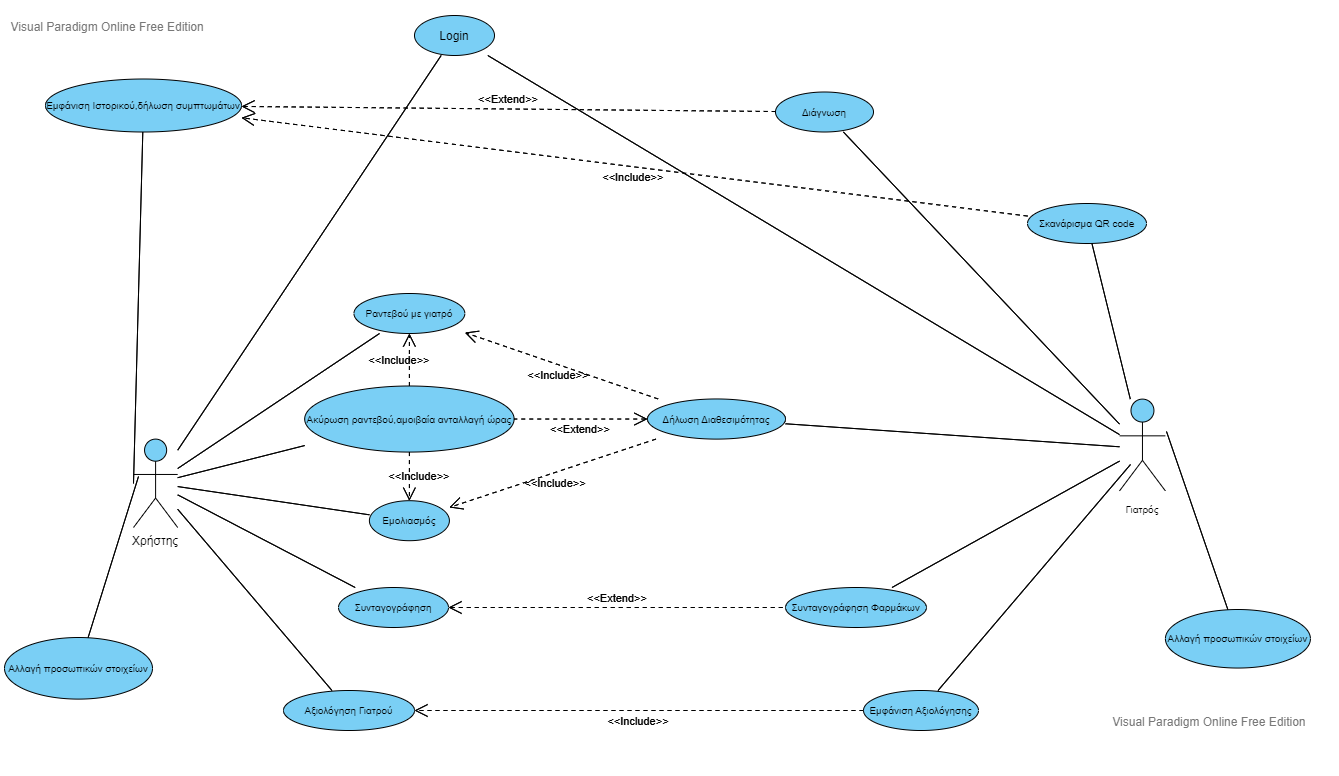 Visual Paradigm Online Free Edition
Login
Εμφάνιση Ιστορικού,δήλωση συμπτωμάτων
<<Extend>>
Διάγνωση
<<Include>>
Σκανάρισμα QR code
Ραντεβού με γιατρό
<<Include>>
<<Include>>
Ακύρωση ραντεβού,αμοιβαία ανταλλαγή ώρας
<<Extend>>
Δήλωση Διαθεσιμότητας
<<Include>>
<<Include>>
Εμολιασμός
Χρήστης
Γιατρός
Συνταγογράφηση
<<Extend>>
Συνταγογράφηση Φαρμάκων
Αλλαγή προσωπικών στοιχείων
Αλλαγή προσωπικών στοιχείων
Αξιολόγηση Γιατρού
<<Include>>
Εμφάνιση Αξιολόγησης
Visual Paradigm Online Free Edition